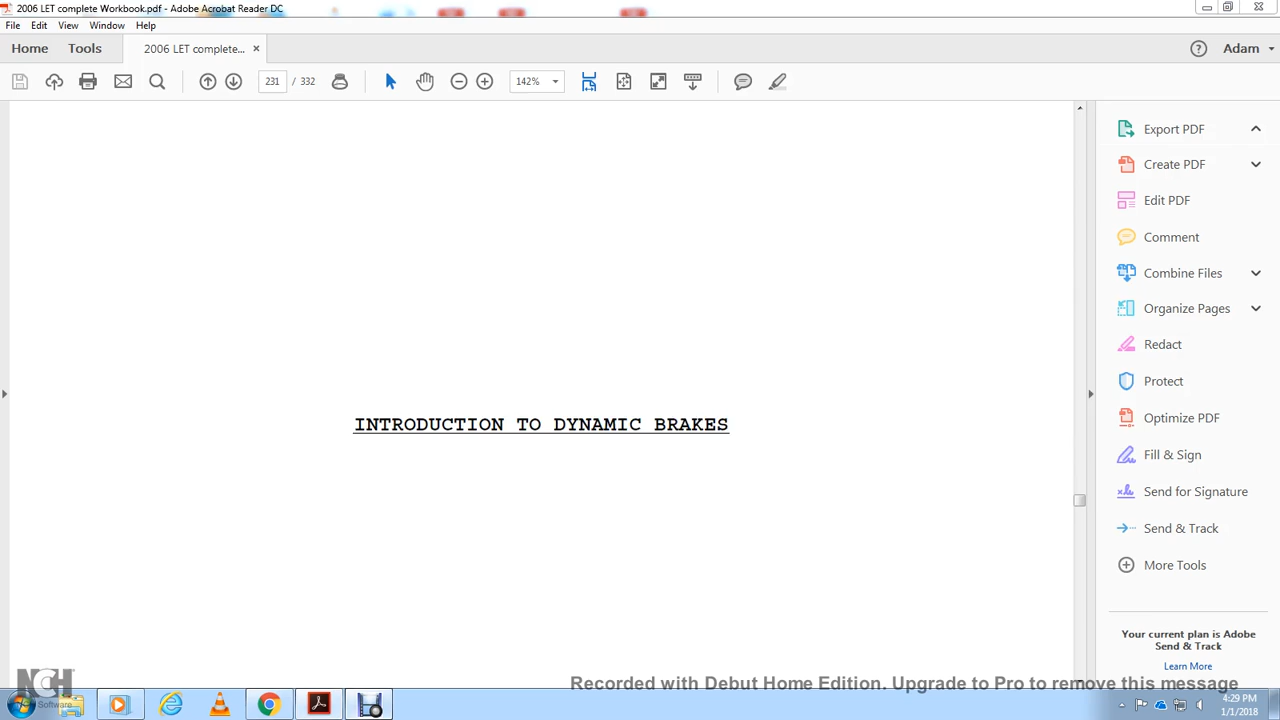 2006 LET complete Workbook.pdf - Adobe Acrobat Reader DC
File Edit View Window Help
Home Tools 2006 LET complete... × Adam
231 / 332 142%
Export PDF
Create PDF
Edit PDF
Comment
Combine Files
Organize Pages
Redact
Protect
Optimize PDF
Fill & Sign
Send for Signature
Send & Track
More Tools
INTRODUCTION TO DYNAMIC BRAKES
Your current plan is Adobe
Send & Track
Learn More
NCH
Software
Recorded with Debut Home Edition. Upgrade to Pro to remove this message
4:29 PM
1/1/2018